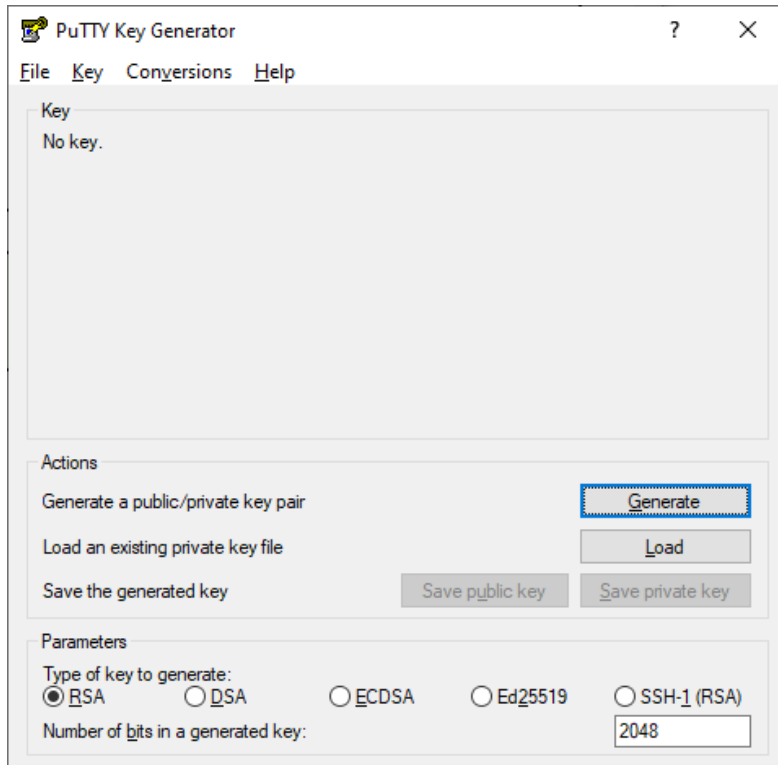 PuTTY Key Generator ?
File Key Conversions Help
Key
No key.
Actions
Generate a public/private key pair Generate
Load an existing private key file Load
Save the generated key Save public key Save private key
Parameters
Type of key to generate:
RSA DSA ECDSA Ed25519 SSH-1 (RSA)
Number of bits in a generated key: 2048